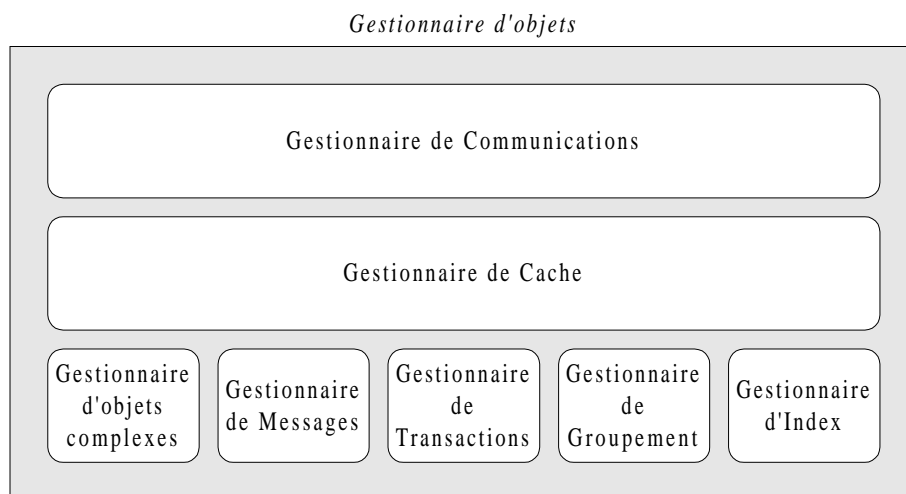 Gestionnaire d'objets
Gestionnaire de Communications
Gestionnaire de Cache
Gestionnaire
d'objets
complexes
Gestionnaire
de Messages
Gestionnaire
de
Transactions
Gestionnaire
de
Groupement
Gestionnaire
d'Index